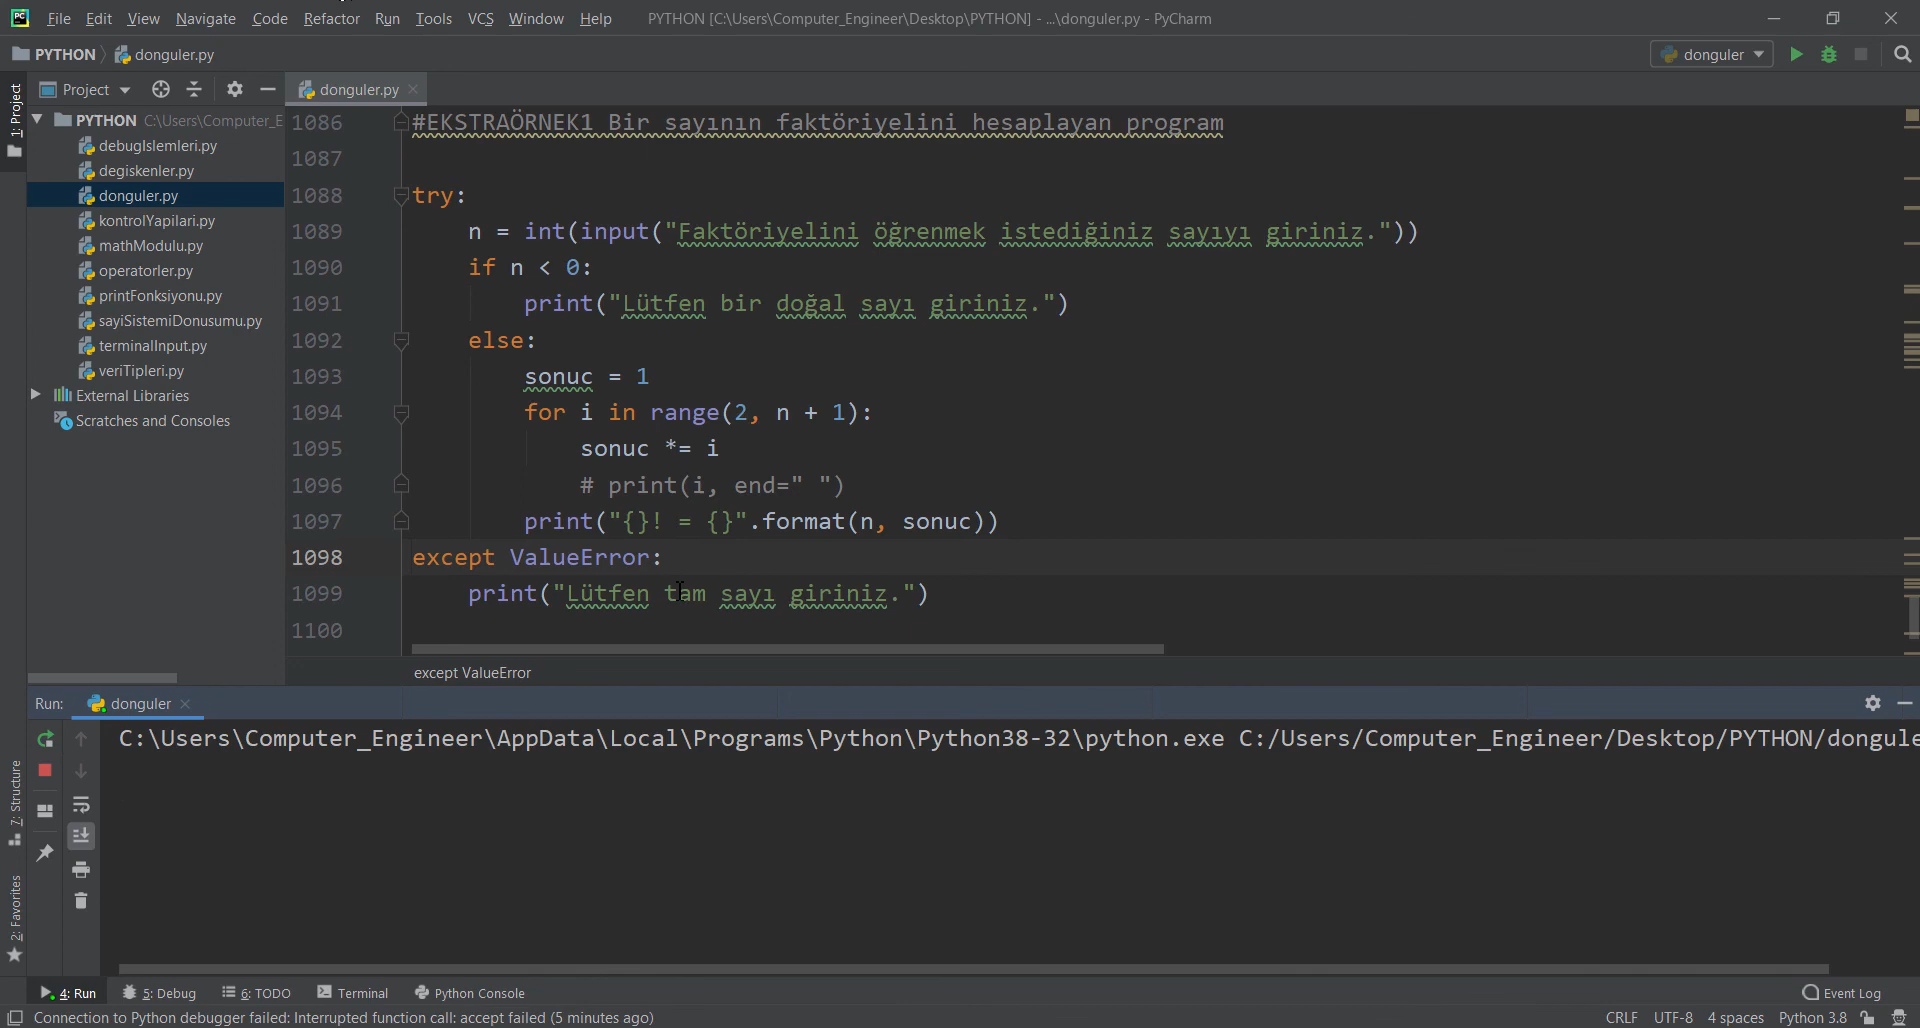 File Edit View Navigate Code Refactor Run Tools VCS Window Help PYTHON [C:\Users\Computer_Engineer\Desktop\PYTHON] - ...\donguler.py - PyCharm
PYTHON donguler.py donguler
1: Project
Project donguler.py
PYTHON C:\Users\Computer_E
debugIslemleri.py
degiskenler.py
donguler.py
kontrolYapilari.py
mathModulu.py
operatorler.py
printFonksiyonu.py
sayiSistemiDonusumu.py
terminalInput.py
veriTipleri.py
External Libraries
Scratches and Consoles
1086 #EKSTRAÖRNEK1 Bir sayının faktöriyelini hesaplayan program
1087
1088 try:
1089 n = int(input("Faktöriyelini öğrenmek istediğiniz sayıyı giriniz."))
1090 if n < 0:
1091 print("Lütfen bir doğal sayı giriniz.")
1092 else:
1093 sonuc = 1
1094 for i in range(2, n + 1):
1095 sonuc *= i
1096 # print(i, end=" ")
1097 print("{}! = {}".format(n, sonuc))
1098 except ValueError:
1099 print("Lütfen tam sayı giriniz.")
1100
except ValueError
Run: donguler
C:\Users\Computer_Engineer\AppData\Local\Programs\Python\Python38-32\python.exe C:/Users/Computer_Engineer/Desktop/PYTHON/dongule
7: Structure
2: Favorites
4: Run 5: Debug 6: TODO Terminal Python Console Event Log
Connection to Python debugger failed: Interrupted function call: accept failed (5 minutes ago) CRLF UTF-8 4 spaces Python 3.8